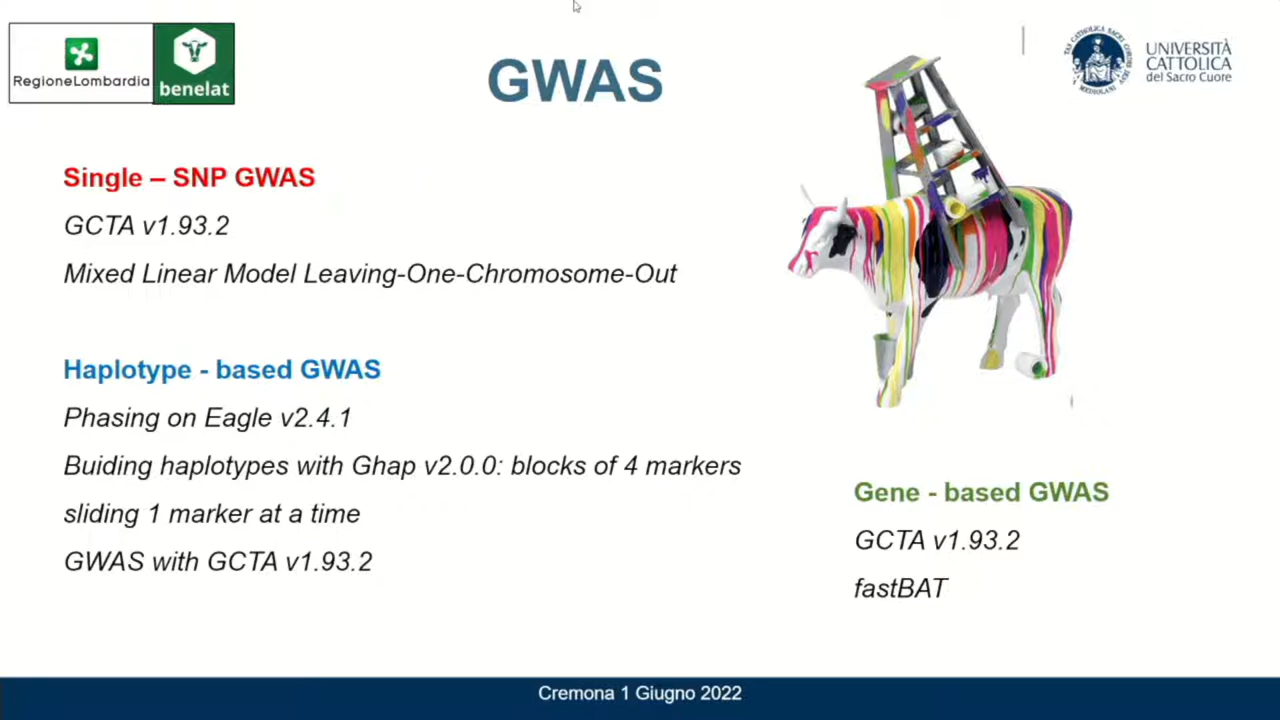 RegioneLombardia
benelat
GWAS
UNIVERSITÀ
CATTOLICA
del Sacro Cuore
Single – SNP GWAS
GCTA v1.93.2
Mixed Linear Model Leaving-One-Chromosome-Out
Haplotype - based GWAS
Phasing on Eagle v2.4.1
Buiding haplotypes with Ghap v2.0.0: blocks of 4 markers
sliding 1 marker at a time
GWAS with GCTA v1.93.2
Gene - based GWAS
GCTA v1.93.2
fastBAT
Cremona 1 Giugno 2022